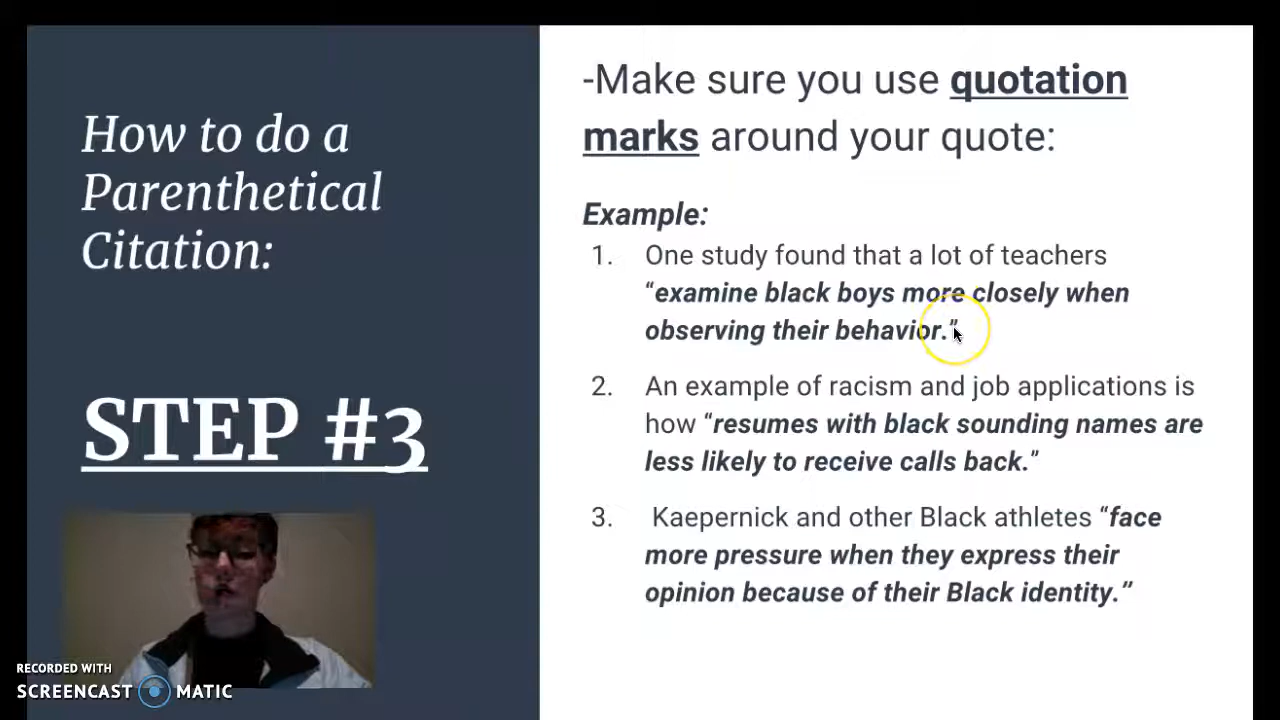 How to do a
Parenthetical
Citation:
STEP #3
-Make sure you use quotation
marks around your quote:
Example:
1. One study found that a lot of teachers
“examine black boys more closely when
observing their behavior.”
2. An example of racism and job applications is
how “resumes with black sounding names are
less likely to receive calls back.”
3. Kaepernick and other Black athletes “face
more pressure when they express their
opinion because of their Black identity.”
RECORDED WITH
SCREENCAST MATIC